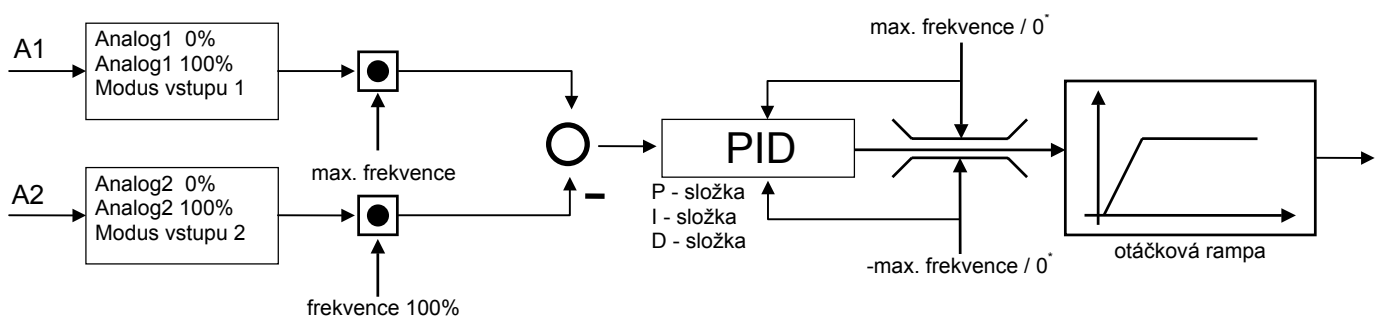 A1
Analog1 0%
Analog1 100%
Modus vstupu 1
max. frekvence
A2
Analog2 0%
Analog2 100%
Modus vstupu 2
frekvence 100%
-
PID
P - složka
I - složka
D - složka
max. frekvence / 0*
-max. frekvence / 0*
otáčková rampa